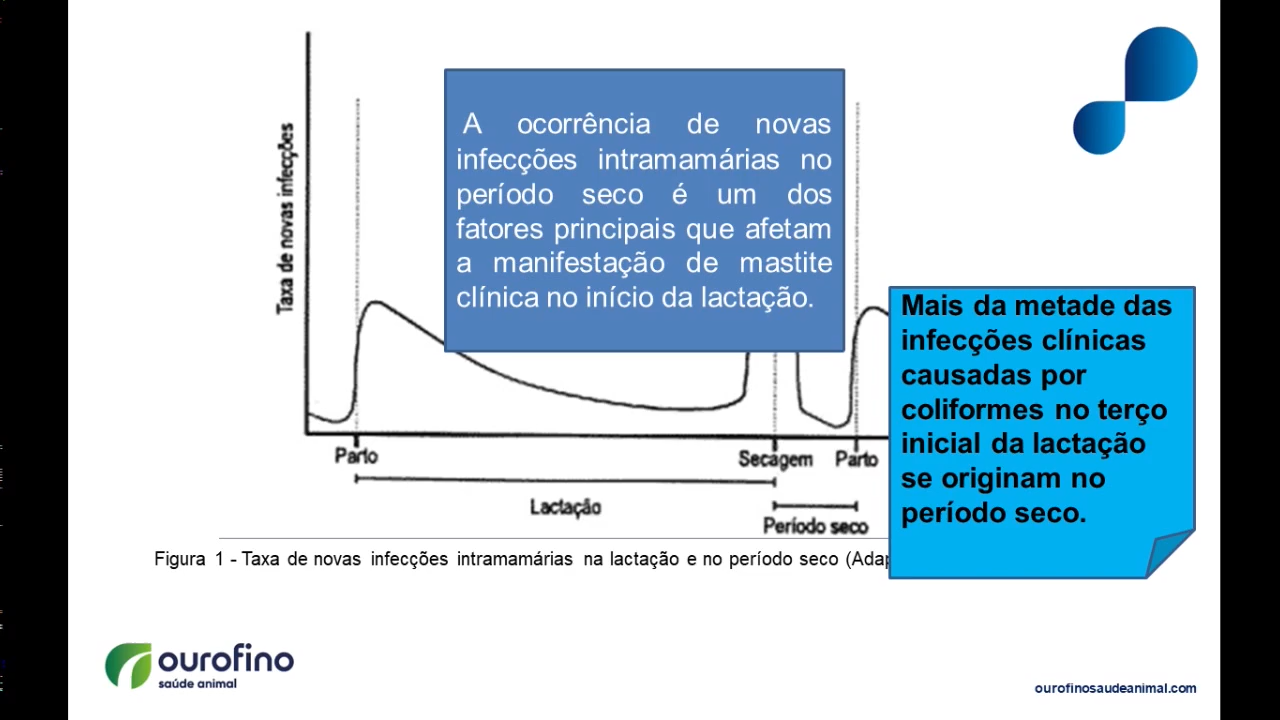 Taxa de novas infecções
A ocorrência de novas
infecções intramamárias no
período seco é um dos
fatores principais que afetam
a manifestação de mastite
clínica no início da lactação.
Mais da metade das
infecções clínicas
causadas por
coliformes no terço
inicial da lactação
se originam no
período seco.
Parto
Secagem
Parto
Lactação
Período seco
Figura 1 - Taxa de novas infecções intramamárias na lactação e no período seco (Adap
ourofino
saúde animal
ourofinosaudeanimal.com